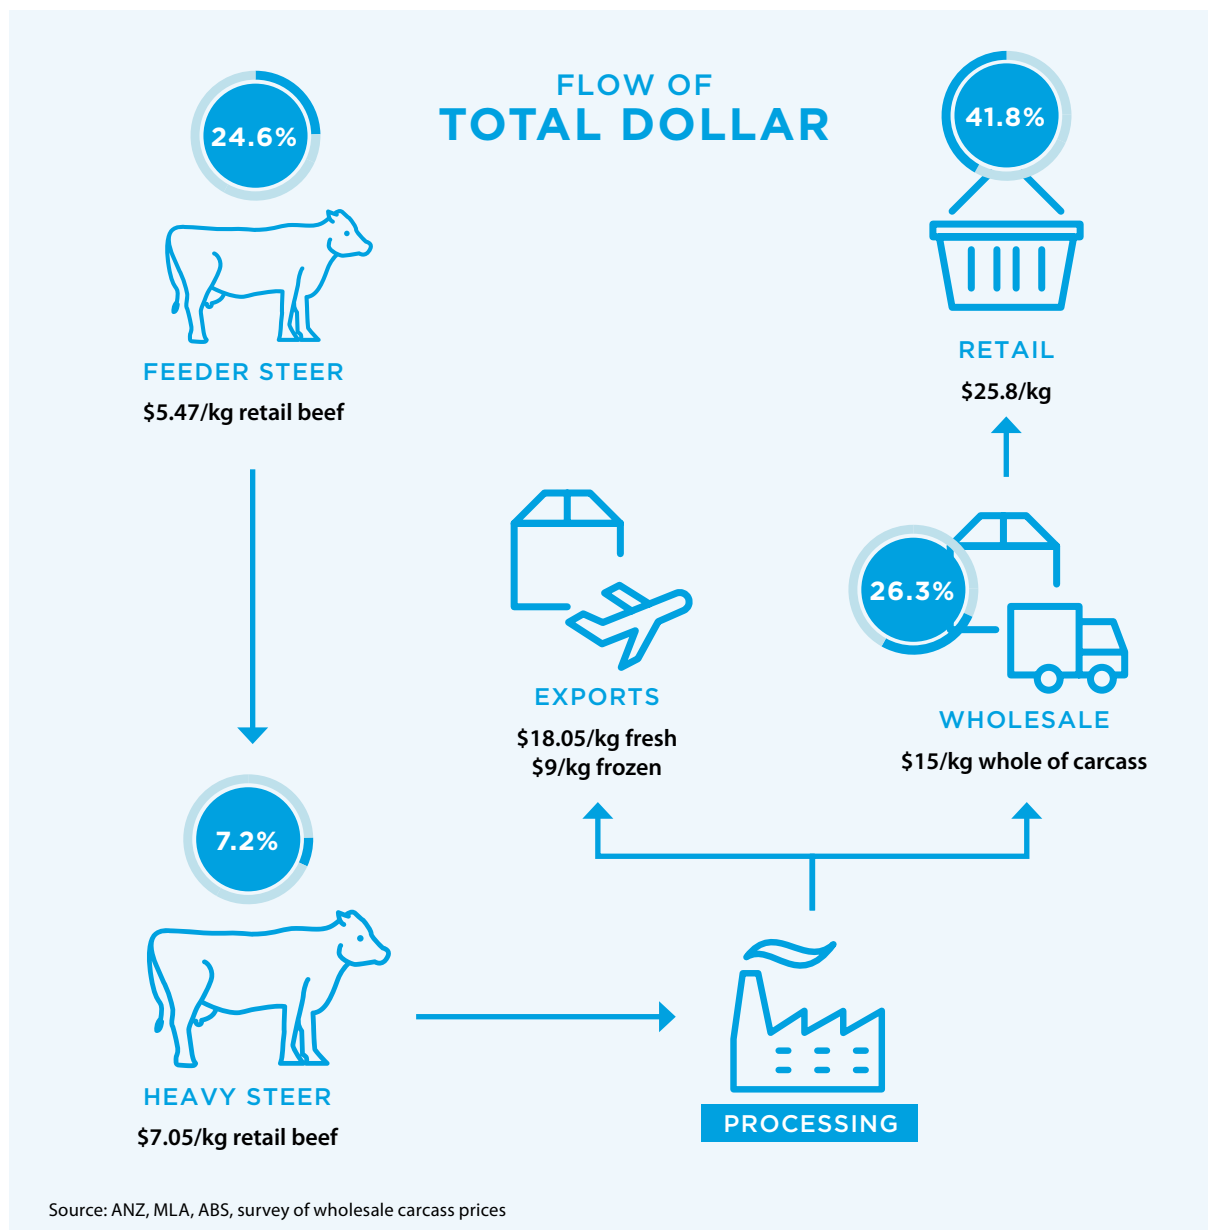 FLOW OF
TOTAL DOLLAR
24.6%
FEEDER STEER
$5.47/kg retail beef
41.8%
RETAIL
$25.8/kg
EXPORTS
$18.05/kg fresh
$9/kg frozen
26.3%
WHOLESALE
$15/kg whole of carcass
7.2%
HEAVY STEER
$7.05/kg retail beef
PROCESSING
Source: ANZ, MLA, ABS, survey of wholesale carcass prices